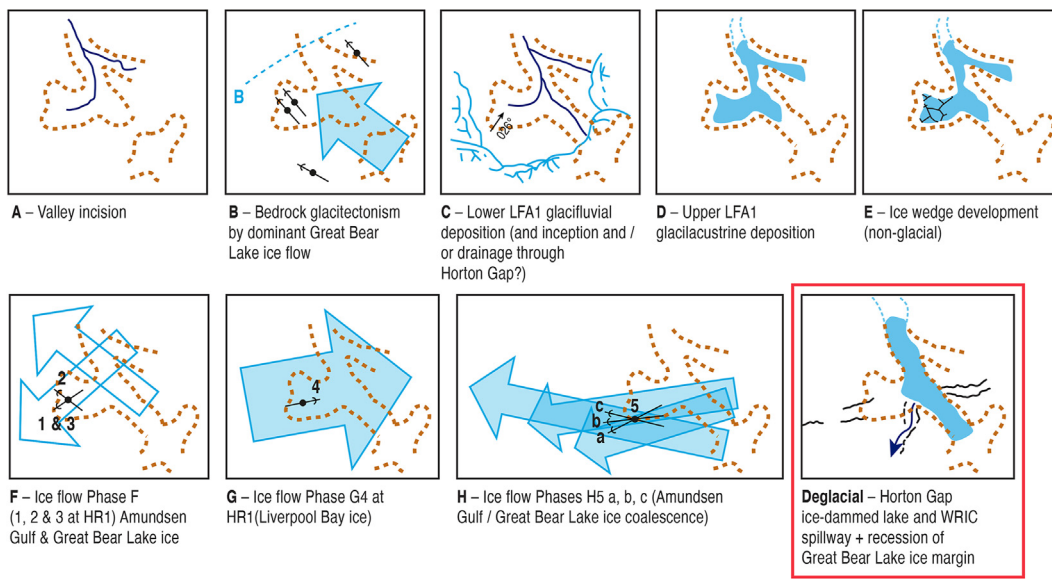 B
026°
A – Valley incision
B – Bedrock glacitectonism
by dominant Great Bear
Lake ice flow
C – Lower LFA1 glacifluvial
deposition (and inception and /
or drainage through
Horton Gap?)
D – Upper LFA1
glacilacustrine deposition
E – Ice wedge development
(non-glacial)
2
1 & 3
4
5
c
b
a
F – Ice flow Phase F
(1, 2 & 3 at HR1) Amundsen
Gulf & Great Bear Lake ice
G – Ice flow Phase G4 at
HR1(Liverpool Bay ice)
H – Ice flow Phases H5 a, b, c (Amundsen
Gulf / Great Bear Lake ice coalescence)
Deglacial – Horton Gap
ice-dammed lake and WRIC
spillway + recession of
Great Bear Lake ice margin